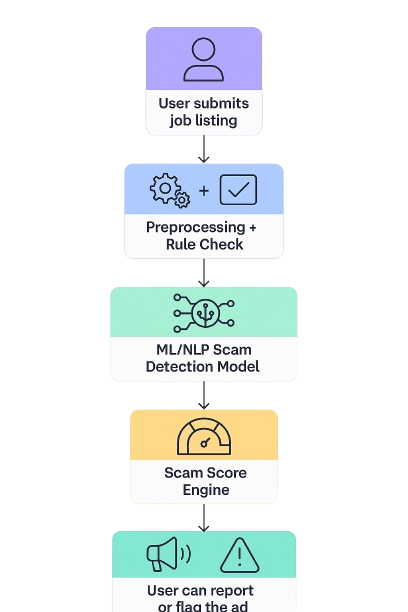 User submits
job listing
+
Preprocessing +
Rule Check
ML/NLP Scam
Detection Model
Scam Score
Engine
User can report
or flag the ad